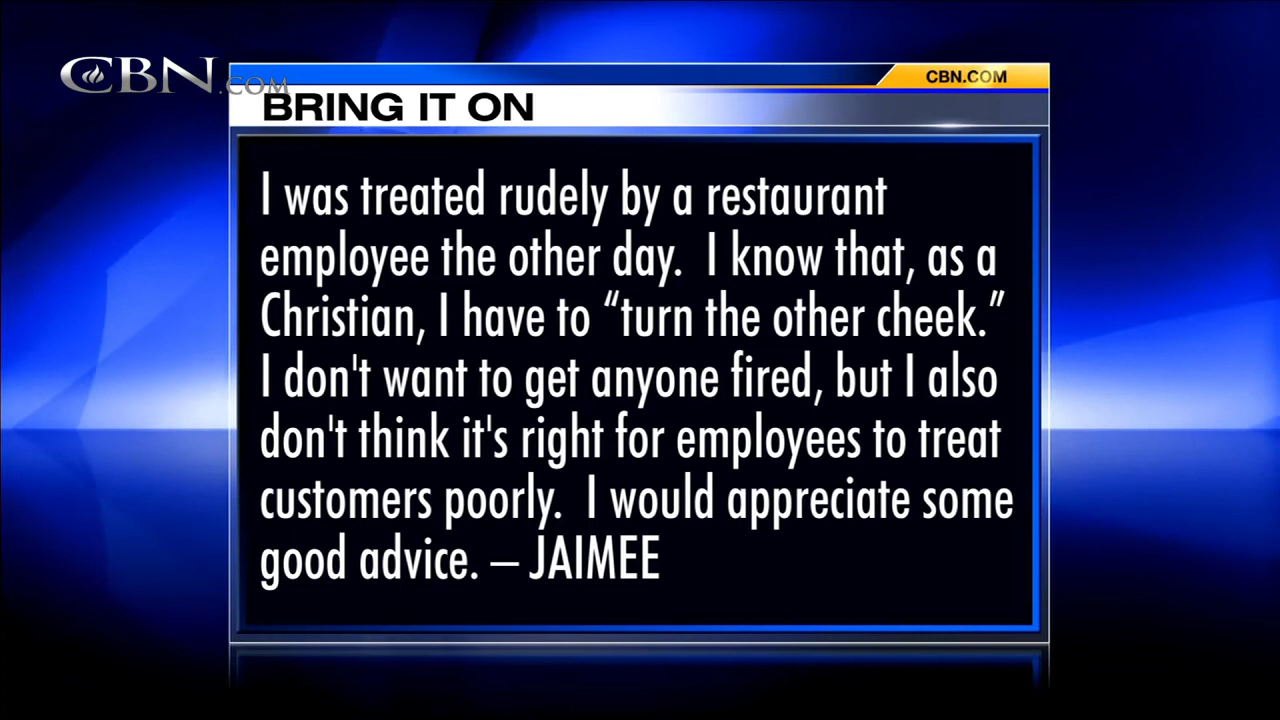 CBN.COM
CBN.COM
BRING IT ON
I was treated rudely by a restaurant
employee the other day.  I know that, as a
Christian, I have to “turn the other cheek.”
I don't want to get anyone fired, but I also
don't think it's right for employees to treat
customers poorly.  I would appreciate some
good advice. – JAIMEE